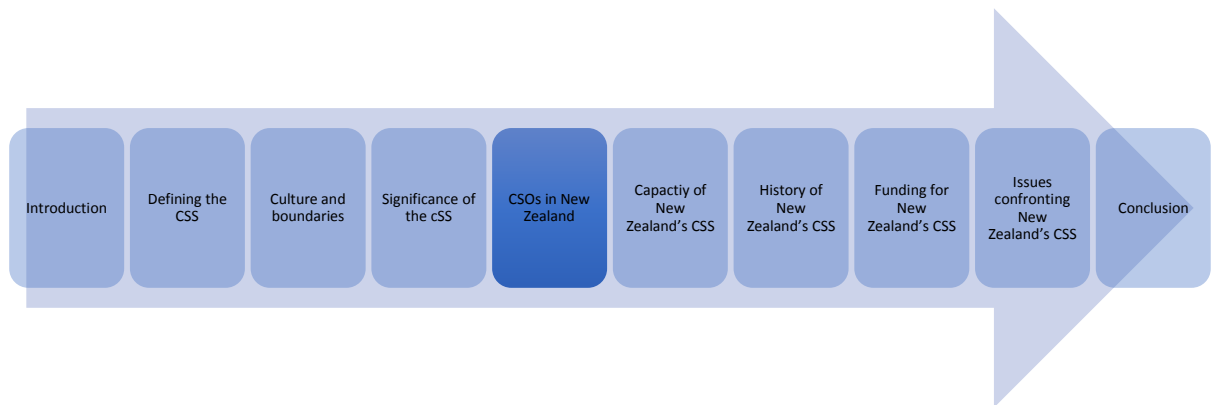 Introduction
Defining the
CSS
Culture and
boundaries
Significance of
the cSS
CSOs in New
Zealand
Capactiy of
New
Zealand’s CSS
History of
New
Zealand’s CSS
Funding for
New
Zealand’s CSS
Issues
confronting
New
Zealand’s CSS
Conclusion